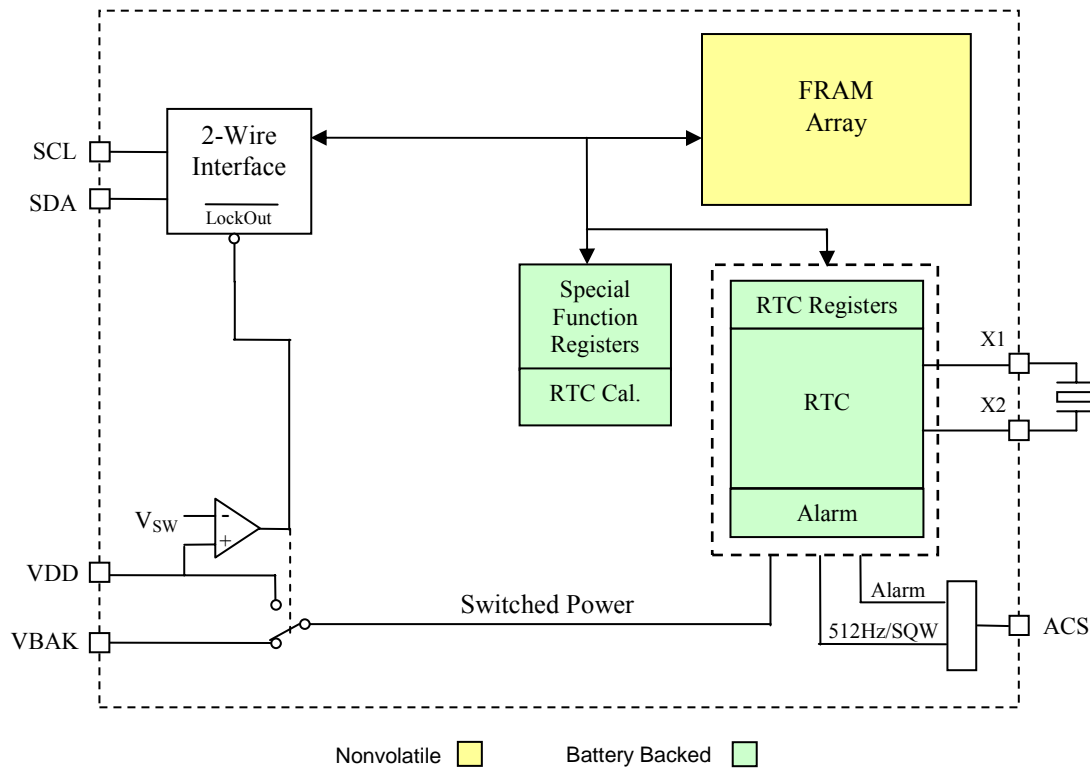 FRAM
Array
2-Wire
Interface
LockOut
SCL
SDA
Special
Function
Registers
RTC Cal.
RTC Registers
RTC
Alarm
X1
X2
VSW
-
+
VDD
VBAK
Switched Power
Alarm
512Hz/SQW
ACS
Nonvolatile
Battery Backed